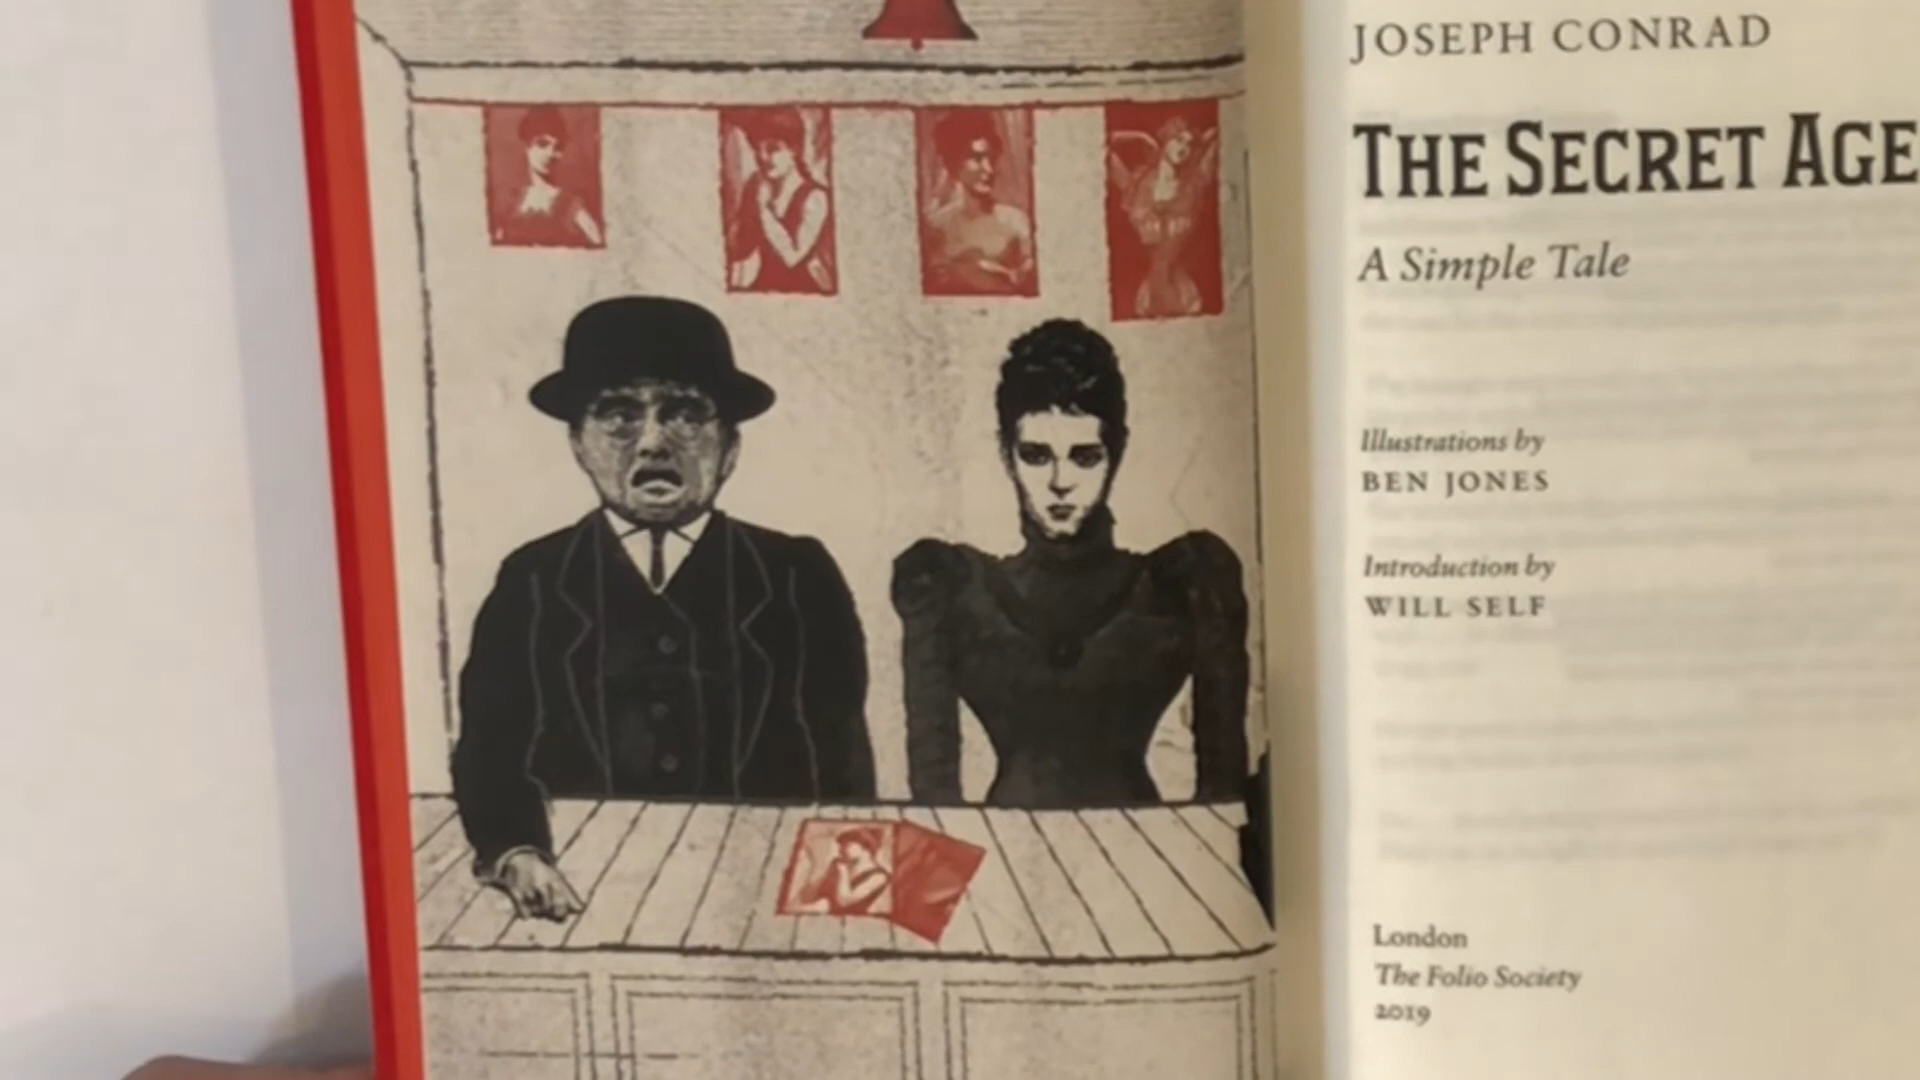 JOSEPH CONRAD
THE SECRET AGE
A Simple Tale
Illustrations by
BEN JONES
Introduction by
WILL SELF
London
The Folio Society
2019